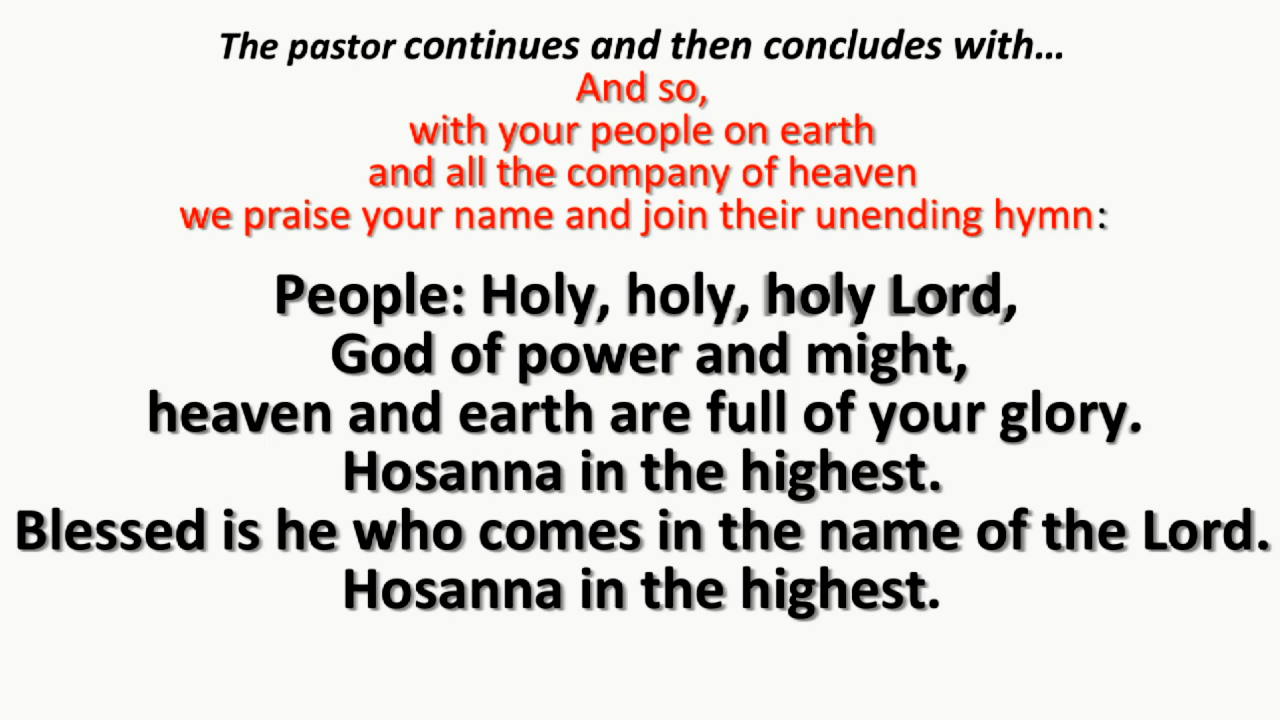 The pastor continues and then concludes with...
And so,
with your people on earth
and all the company of heaven
we praise your name and join their unending hymn:
People: Holy, holy, holy Lord,
God of power and might,
heaven and earth are full of your glory.
Hosanna in the highest.
Blessed is he who comes in the name of the Lord.
Hosanna in the highest.